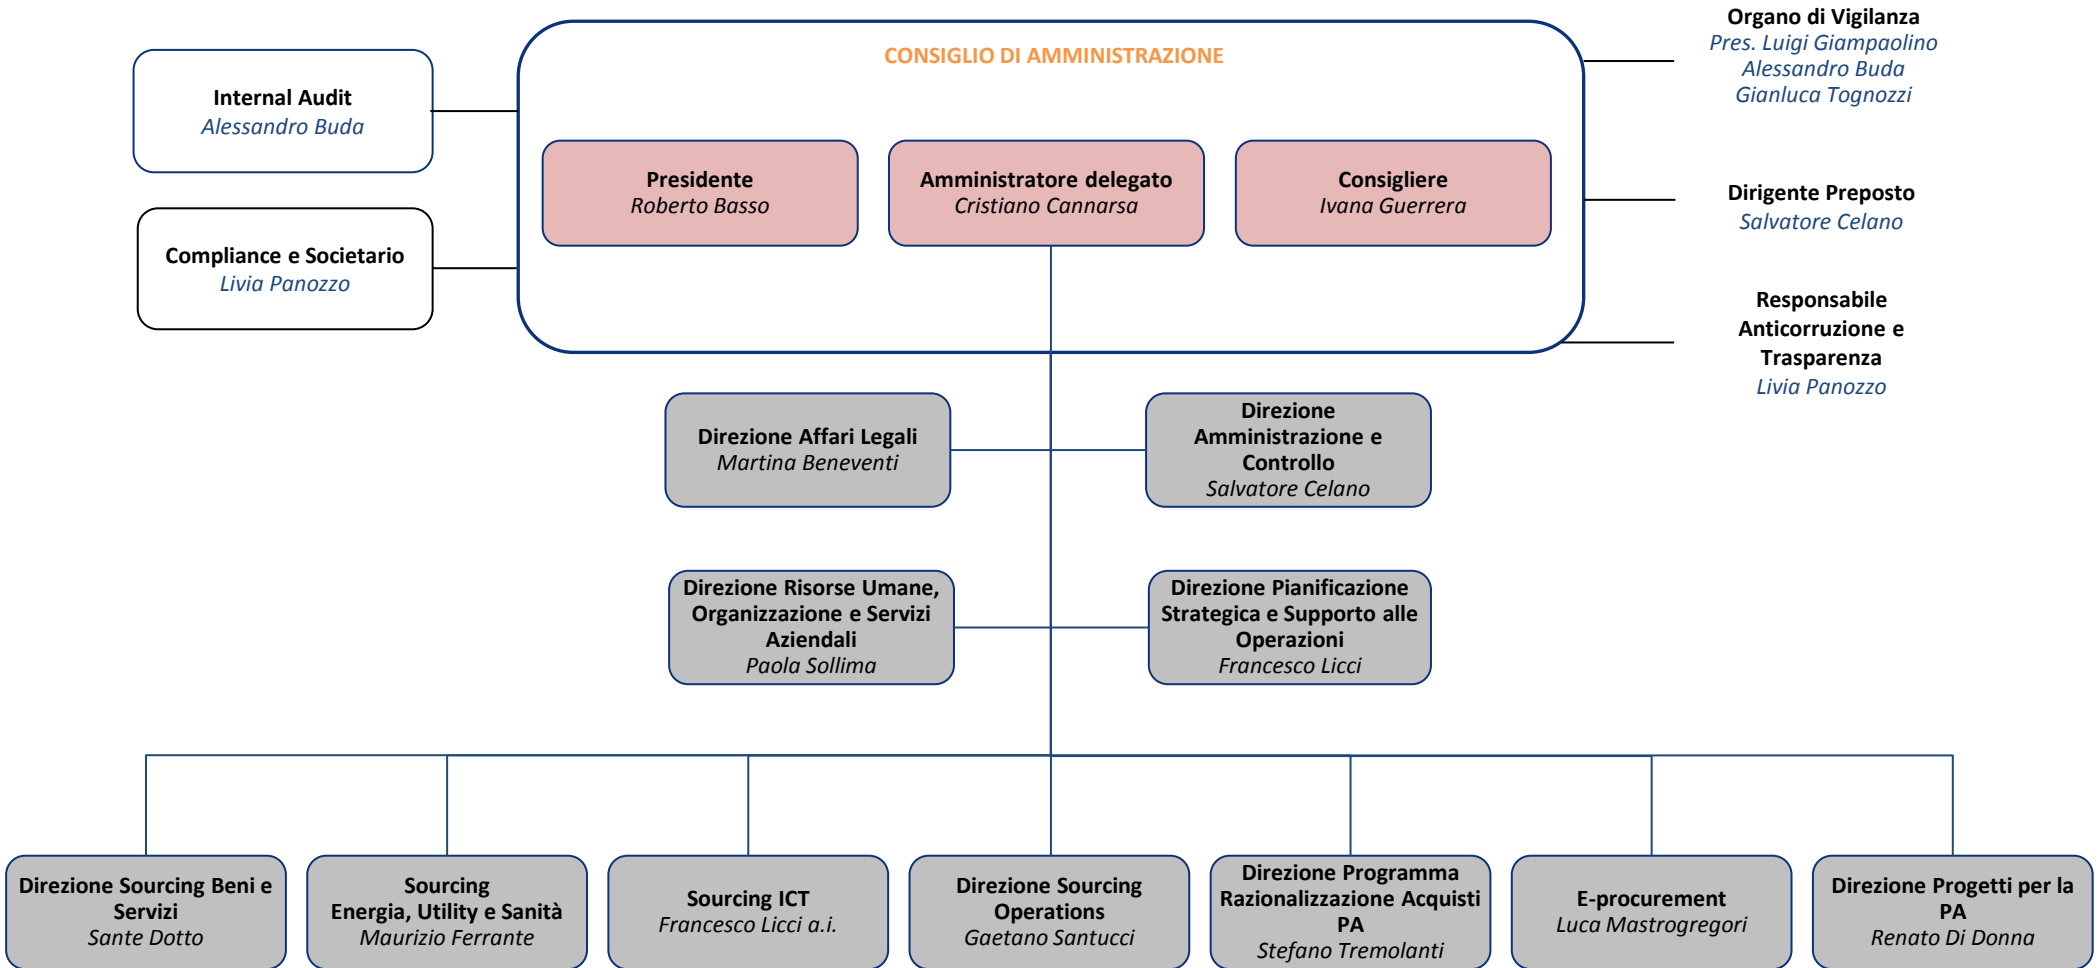 CONSIGLIO DI AMMINISTRAZIONE
Internal Audit
Alessandro Buda
Compliance e Societario
Livia Panozzo
Presidente
Roberto Basso
Amministratore delegato
Cristiano Cannarsa
Consigliere
Ivana Guerrera
Organo di Vigilanza
Pres. Luigi Giampaolino
Alessandro Buda
Gianluca Tognozzi
Dirigente Preposto
Salvatore Celano
Responsabile
Anticorruzione e
Trasparenza
Livia Panozzo
Direzione Affari Legali
Martina Beneventi
Direzione
Amministrazione e
Controllo
Salvatore Celano
Direzione Risorse Umane,
Organizzazione e Servizi
Aziendali
Paola Sollima
Direzione Pianificazione
Strategica e Supporto alle
Operazioni
Francesco Licci
Direzione Sourcing Beni e
Servizi
Sante Dotto
Sourcing
Energia, Utility e Sanità
Maurizio Ferrante
Sourcing ICT
Francesco Licci a.i.
Direzione Sourcing
Operations
Gaetano Santucci
Direzione Programma
Razionalizzazione Acquisti
PA
Stefano Tremolanti
E-procurement
Luca Mastrogregori
Direzione Progetti per la
PA
Renato Di Donna